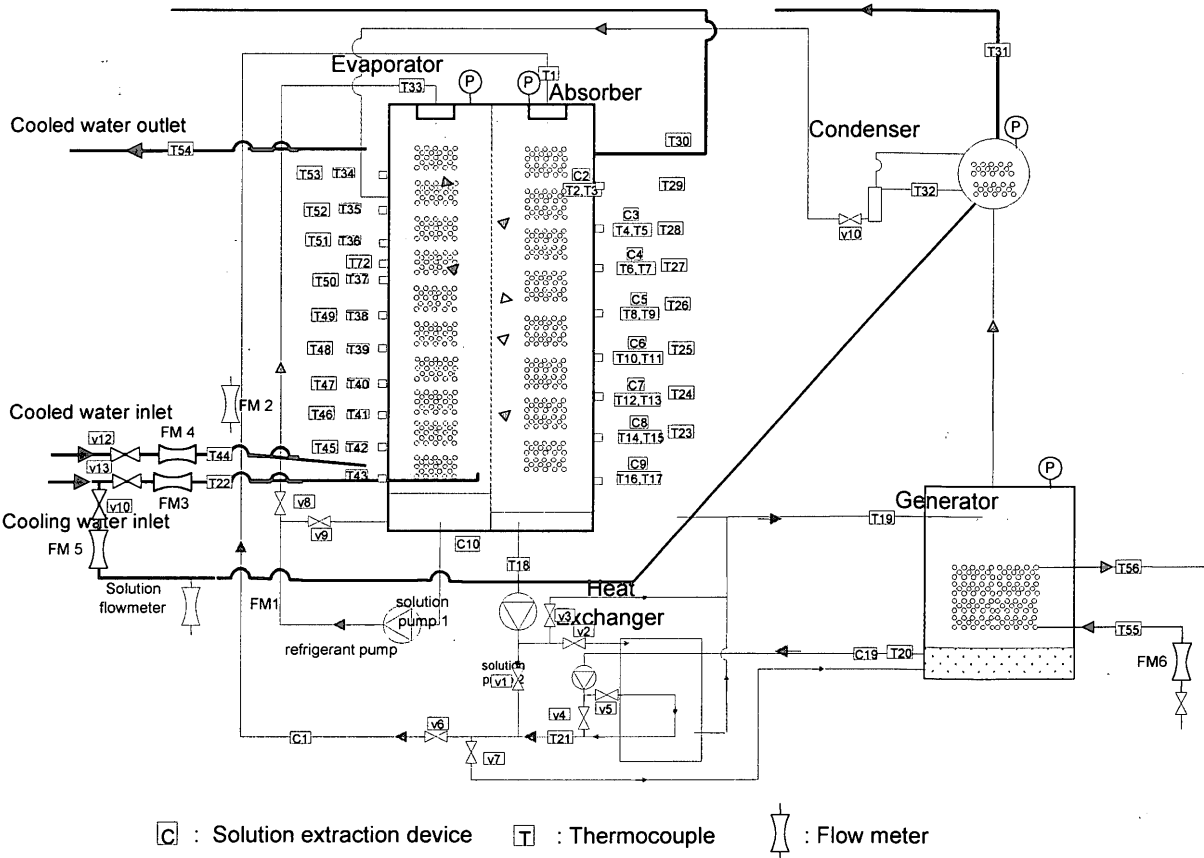 T31
Evaporator
T33
P
P
T1
Absorber
Condenser
P
Cooled water outlet
T54
T30
T53 T34
C2
T2,T3
T29
T32
T52 T35
C3
T4,T5 T28
v10
T51 T36
C4
T6,T7 T27
T72
T50 T37
C5
T8,T9 T26
T49 T38
C6
T10,T11 T25
T48 T39
C7
T12,T13 T24
T47 T40
FM 2
C8
T14,T15 T23
T46 T41
Cooled water inlet
v12
FM 4
T44
T45 T42
C9
T16,T17
v13
FM3
T22
T43
P
Generator
v10
v8
Cooling water inlet
v9
T19
FM 5
C10
T18
T56
Solution
flowmeter
FM1
Heat
exchanger
solution
pump 1
v3
v2
T55
refrigerant pump
FM6
solution
pump 2
v1
C19 T20
v5
v4
v6
C1
T21
v7
C : Solution extraction device
T : Thermocouple
: Flow meter